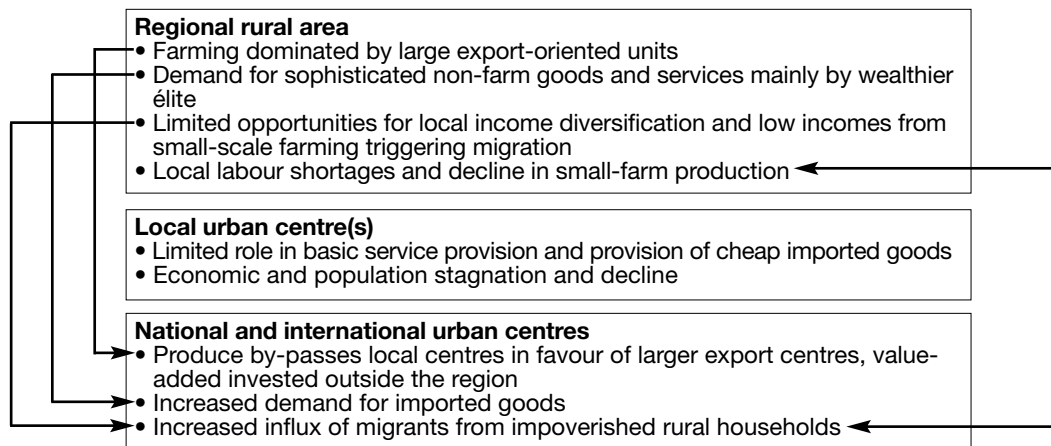 Regional rural area
• Farming dominated by large export-oriented units
• Demand for sophisticated non-farm goods and services mainly by wealthier
élite
• Limited opportunities for local income diversification and low incomes from
small-scale farming triggering migration
• Local labour shortages and decline in small-farm production
Local urban centre(s)
• Limited role in basic service provision and provision of cheap imported goods
• Economic and population stagnation and decline
National and international urban centres
• Produce by-passes local centres in favour of larger export centres, value-
added invested outside the region
• Increased demand for imported goods
• Increased influx of migrants from impoverished rural households